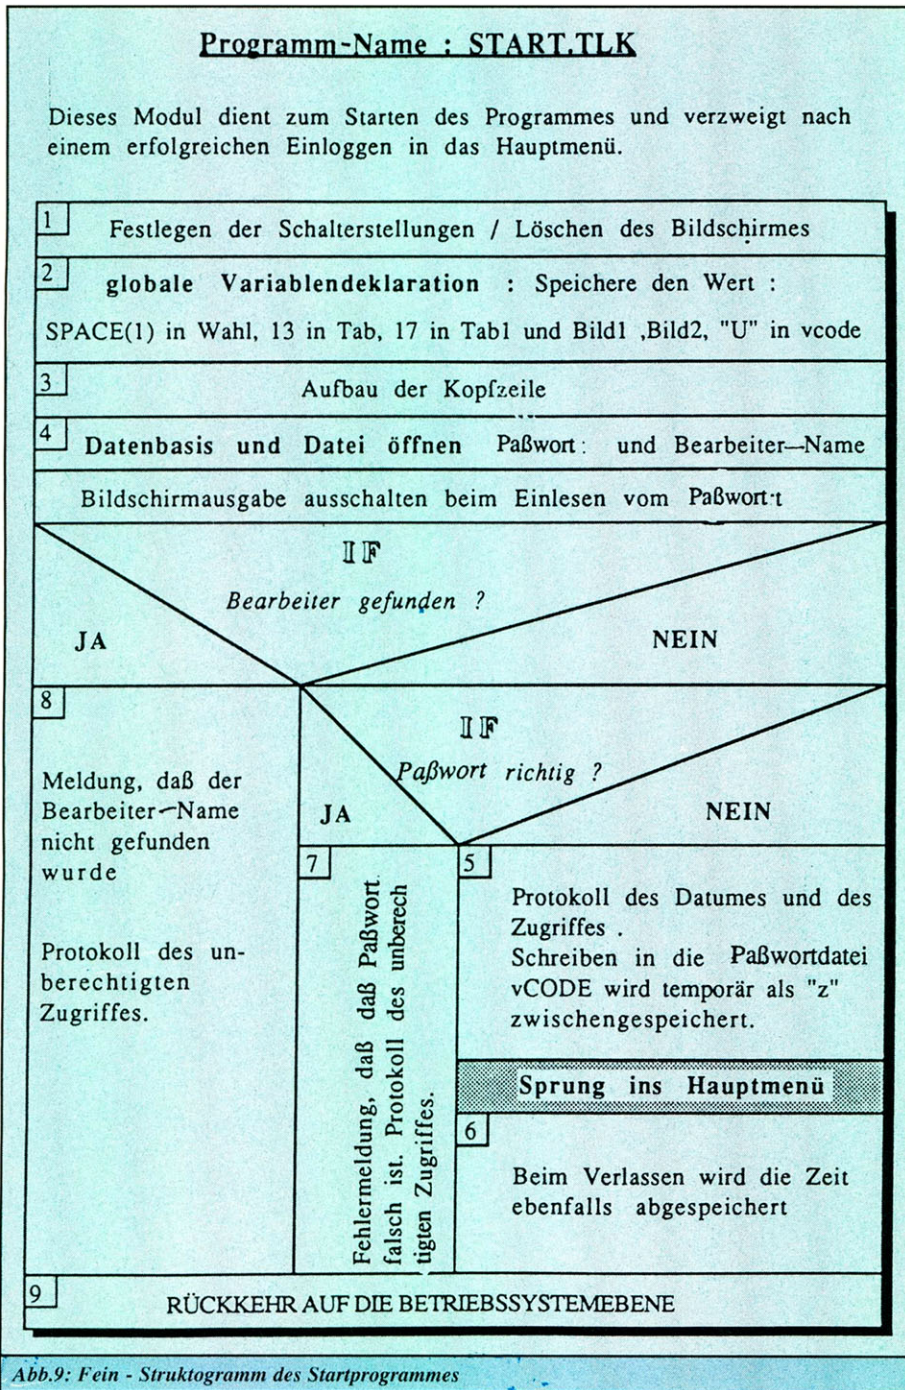 Programm-Name : START.TLK
Dieses Modul dient zum Starten des Programmes und verzweigt nach
einem erfolgreichen Einloggen in das Hauptmenü.
1
Festlegen der Schalterstellungen / Löschen des Bildschirmes
2
globale Variablendeklaration : Speichere den Wert :
SPACE(1) in Wahl, 13 in Tab, 17 in Tab1 und Bild1 ,Bild2, "U" in vcode
3
Aufbau der Kopfzeile
4
Datenbasis und Datei öffnen Paßwort: und Bearbeiter-Name
Bildschirmausgabe ausschalten beim Einlesen vom Paßwort t
IF
Bearbeiter gefunden ?
JA
NEIN
8
Meldung, daß der
Bearbeiter-Name
nicht gefunden
wurde
Protokoll des un-
berechtigten
Zugriffes.
IF
Paßwort richtig ?
JA
NEIN
7
Fehlermeldung, daß daß Paßwort
falsch ist. Protokoll des unberech
tigten Zugriffes.
5
Protokoll des Datumes und des
Zugriffes .
Schreiben in die Paßwortdatei
vCODE wird temporär als "z"
zwischengespeichert.
Sprung ins Hauptmenü
6
Beim Verlassen wird die Zeit
ebenfalls abgespeichert
9
RÜCKKEHR AUF DIE BETRIEBSSYSTEMEBENE
Abb.9: Fein - Struktogramm des Startprogrammes